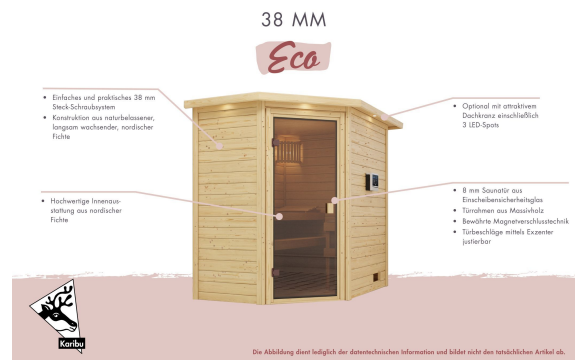 38 MM
Eco
• Einfaches und praktisches 38 mm
Steck-Schraubsystem
• Konstruktion aus naturbelassener,
langsam wachsender, nordischer
Fichte
• Optional mit attraktivem
Dachkranz einschließlich
3 LED-Spots
• Hochwertige Innenaus-
stattung aus nordischer
Fichte
• 8 mm Saunatür aus
Einscheibensicherheitsglas
• Türrahmen aus Massivholz
• Bewährte Magnetverschlusstechnik
• Türbeschläge mittels Exzenter
justierbar
Karibu
Die Abbildung dient lediglich der datentechnischen Information und bildet nicht den tatsächlichen Artikel ab.